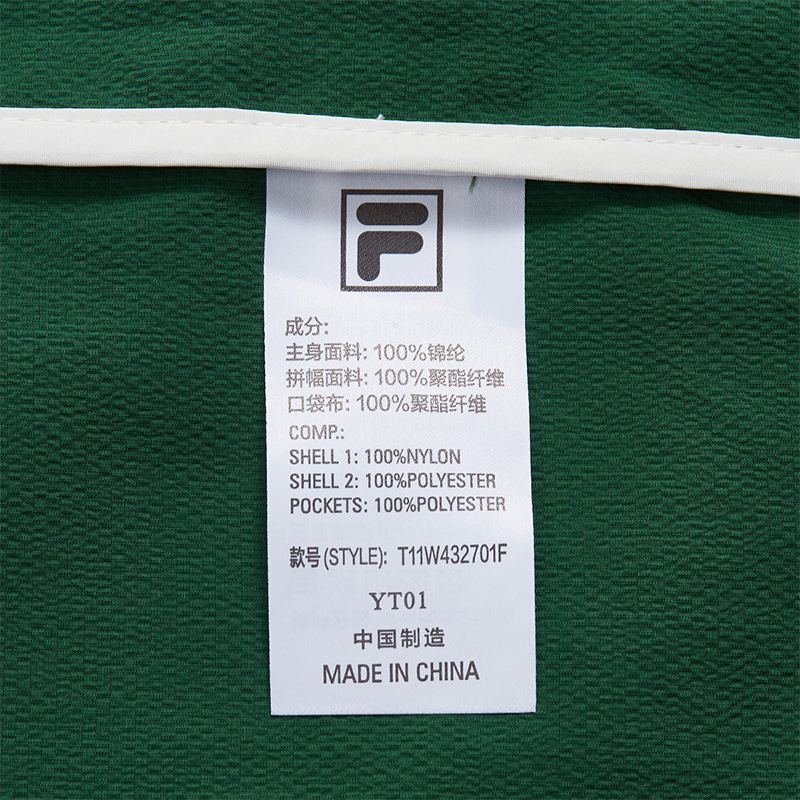 F
成分:
主身面料: 100%锦纶
拼幅面料: 100%聚酯纤维
口袋布: 100%聚酯纤维
COMP.:
SHELL 1: 100%NYLON
SHELL 2: 100%POLYESTER
POCKETS: 100%POLYESTER
款号(STYLE): T11W432701F
YT01
中国制造
MADE IN CHINA